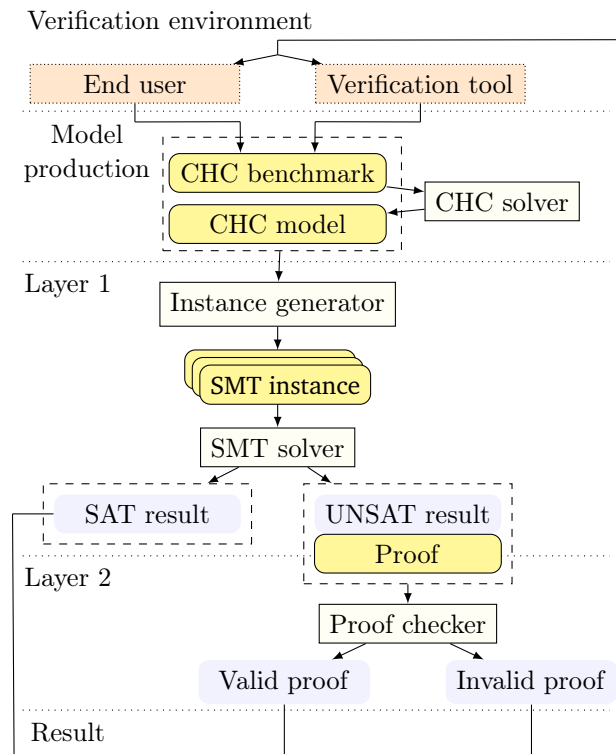 Verification environment
End user
Verification tool
Model
production
CHC benchmark
CHC solver
CHC model
Layer 1
Instance generator
SMT instance
SMT solver
SAT result
UNSAT result
Proof
Layer 2
Proof checker
Valid proof
Invalid proof
Result